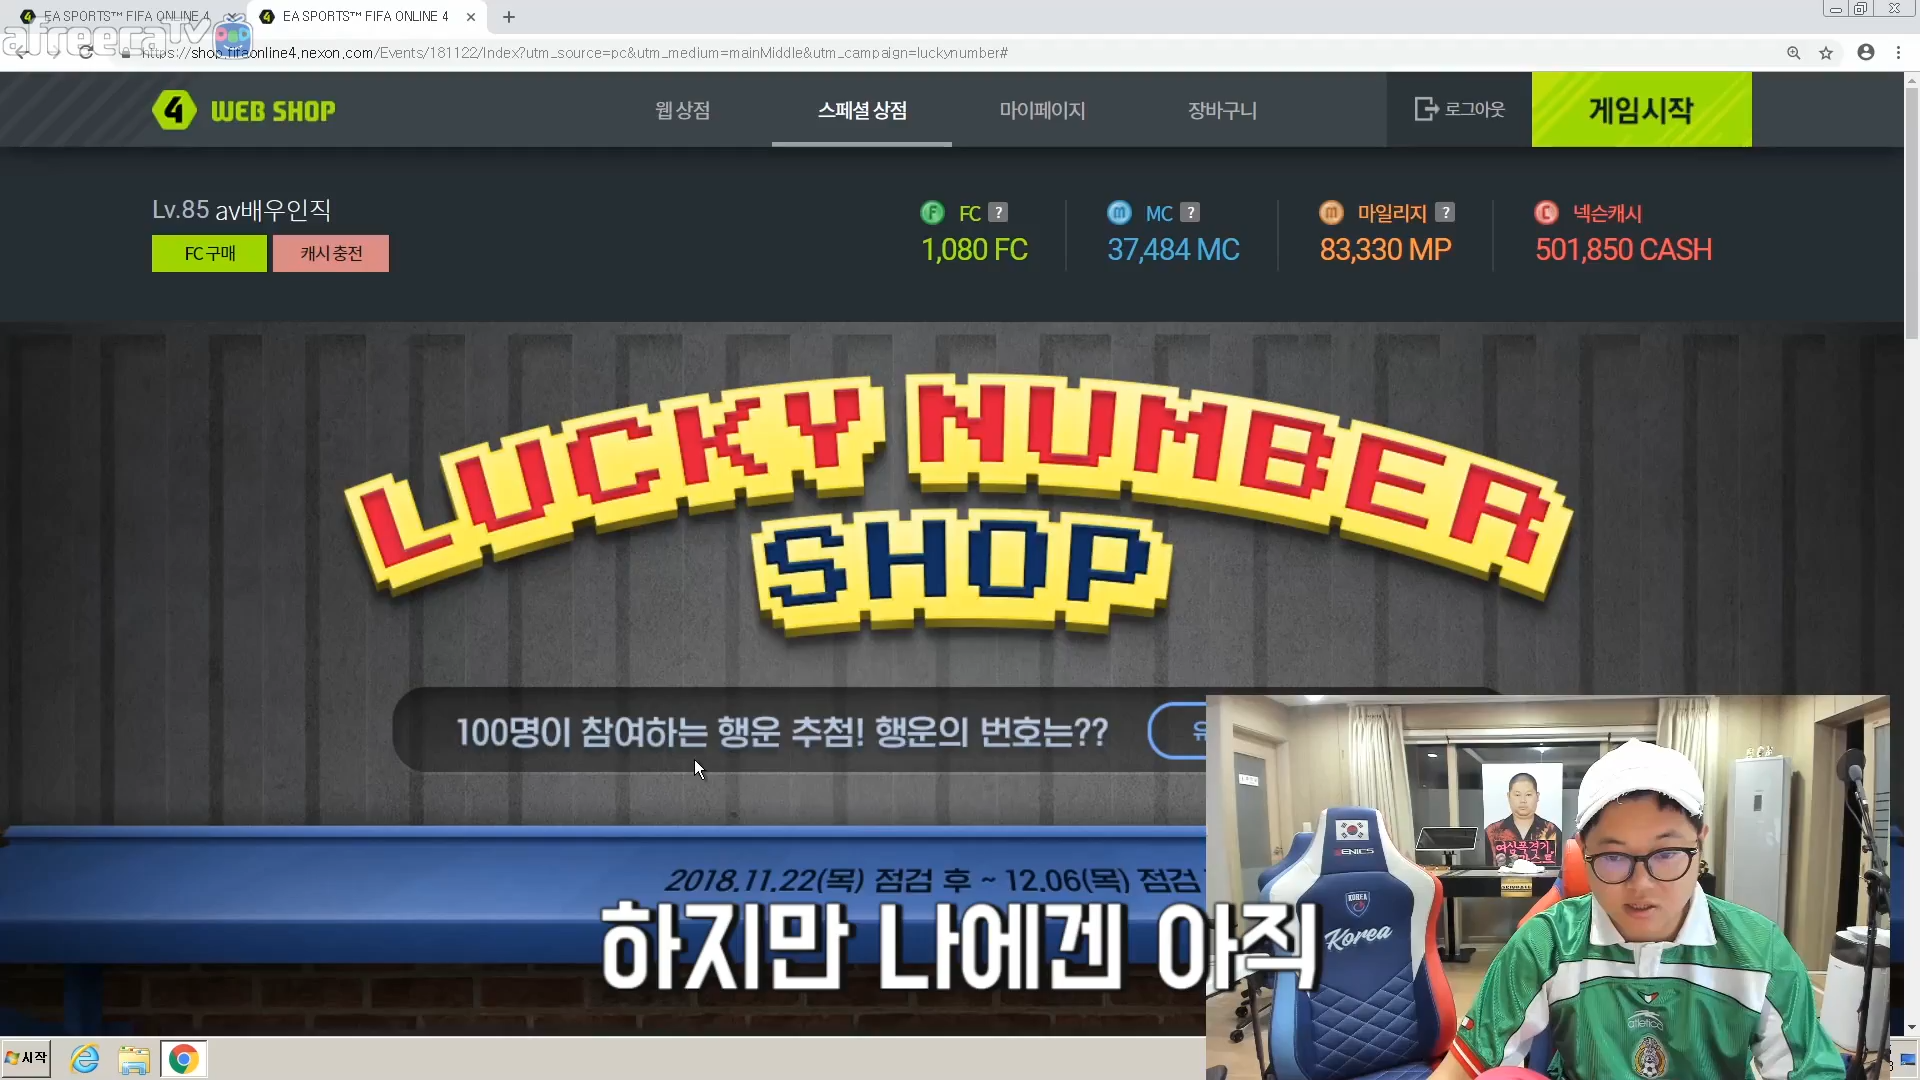 EA SPORTS™ FIFA ONLINE 4
EA SPORTS™ FIFA ONLINE 4
afreecaTV
https://shop.fifaonline4.nexon.com/Events/181122/Index?utm_source=pc&utm_medium=mainMiddle&utm_campaign=luckynumber#
4 WEB SHOP
웹 상점
스페셜 상점
마이페이지
장바구니
로그아웃
게임시작
Lv.85 av배우인직
FC 구매
캐시 충전
F FC ?
1,080 FC
m MC ?
37,484 MC
m 마일리지 ?
83,330 MP
C 넥슨캐시
501,850 CASH
LUCKY NUMBER
SHOP
100명이 참여하는 행운 추첨! 행운의 번호는??
2018.11.22(목) 점검 후 ~ 12.06(목) 점검
하지만 나에겐 아직
GENICS
KOREA
Korea
atletica
시작